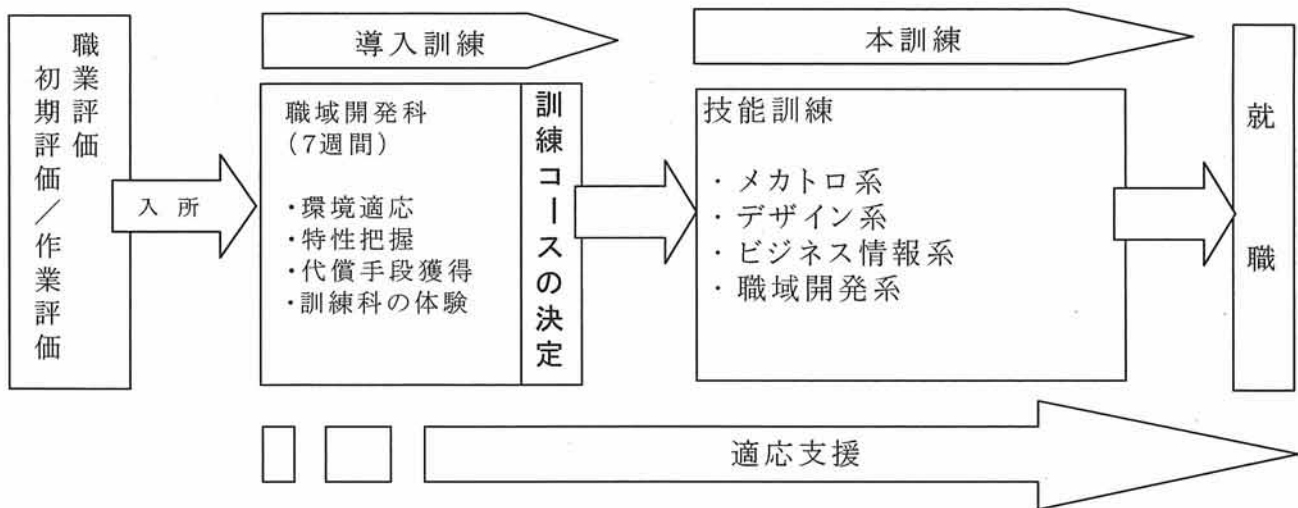 職業評価
初期評価/作業評価
入所
導入訓練
職域開発科
(7週間)
・環境適応
・特性把握
・代償手段獲得
・訓練科の体験
訓練コースの決定
本訓練
技能訓練
・メカトロ系
・デザイン系
・ビジネス情報系
・職域開発系
就職
適応支援